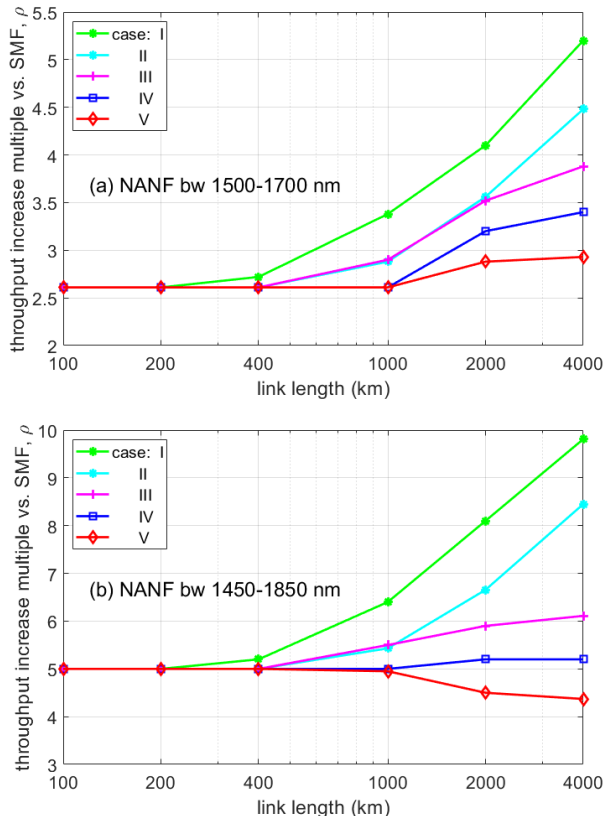 5.5
5
4.5
4
3.5
3
2.5
2
throughput increase multiple vs. SMF, ρ
case: I
II
III
IV
V
(a) NANF bw 1500-1700 nm
100 200 400 1000 2000 4000
link length (km)
10
9
8
7
6
5
4
3
throughput increase multiple vs. SMF, ρ
case: I
II
III
IV
V
(b) NANF bw 1450-1850 nm
100 200 400 1000 2000 4000
link length (km)